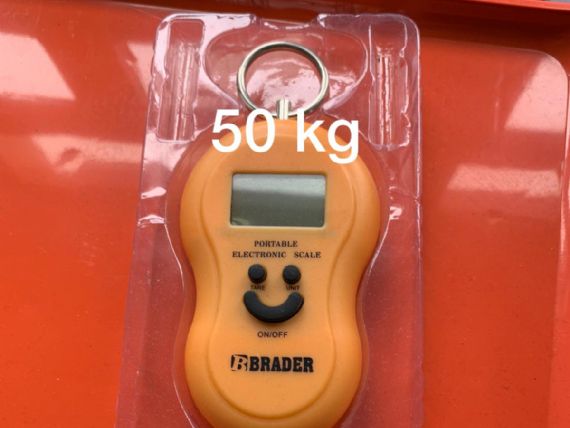 50 kg
PORTABLE
ELECTRONIC SCALE
TARE UNIT
ON/OFF
B BRADER